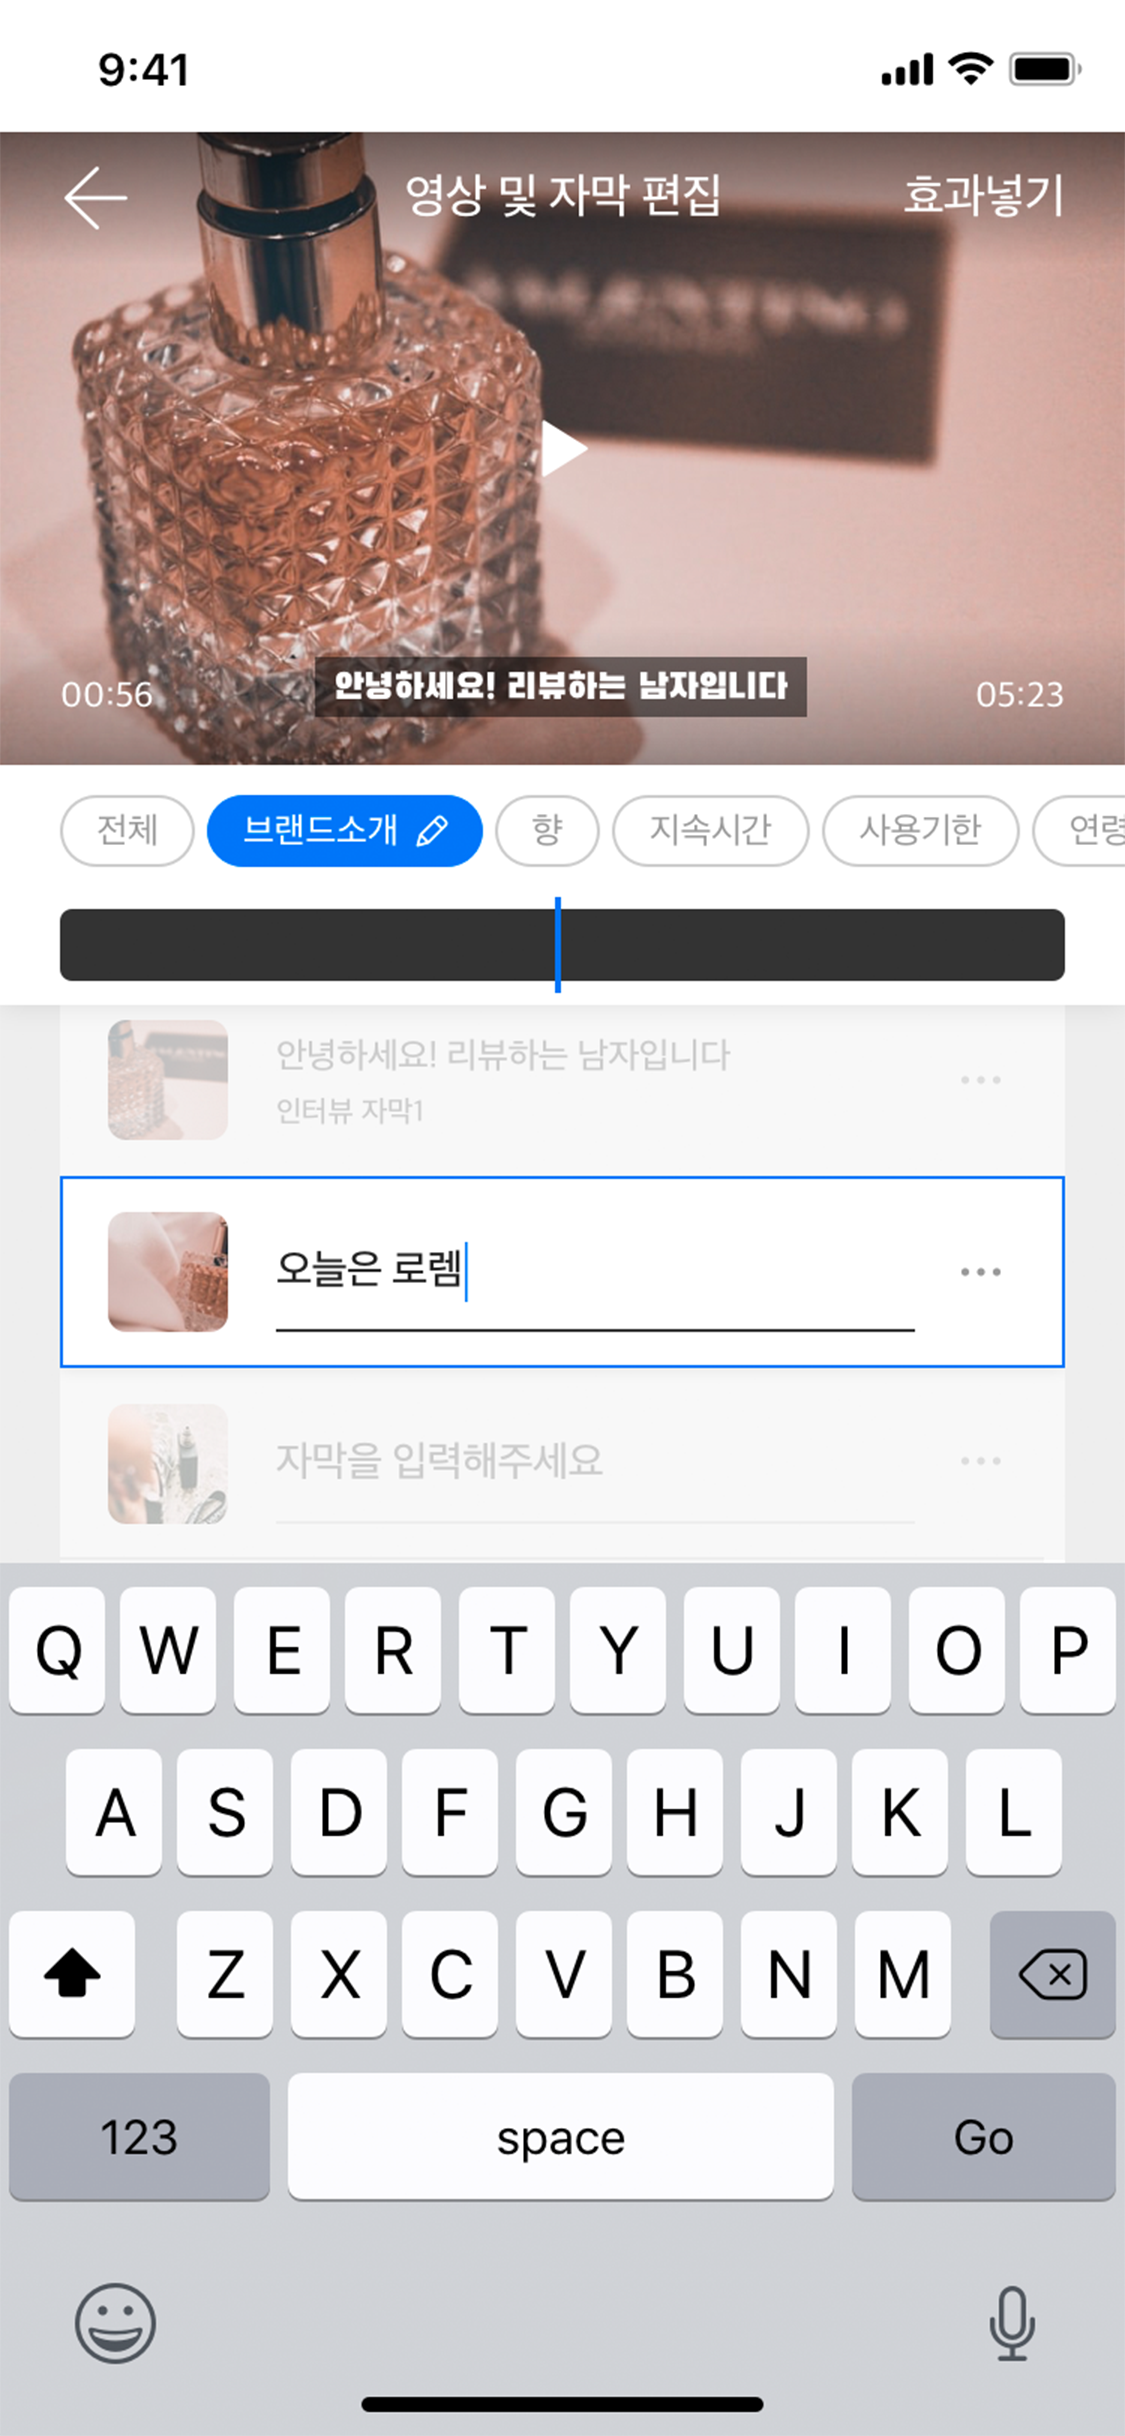 9:41
영상 및 자막 편집
효과넣기
00:56
안녕하세요! 리뷰하는 남자입니다
05:23
전체
브랜드소개
향
지속시간
사용기한
연령
안녕하세요! 리뷰하는 남자입니다
인터뷰 자막1
오늘은 로렘
자막을 입력해주세요
Q W E R T Y U I O P
A S D F G H J K L
Z X C V B N M
123
space
Go